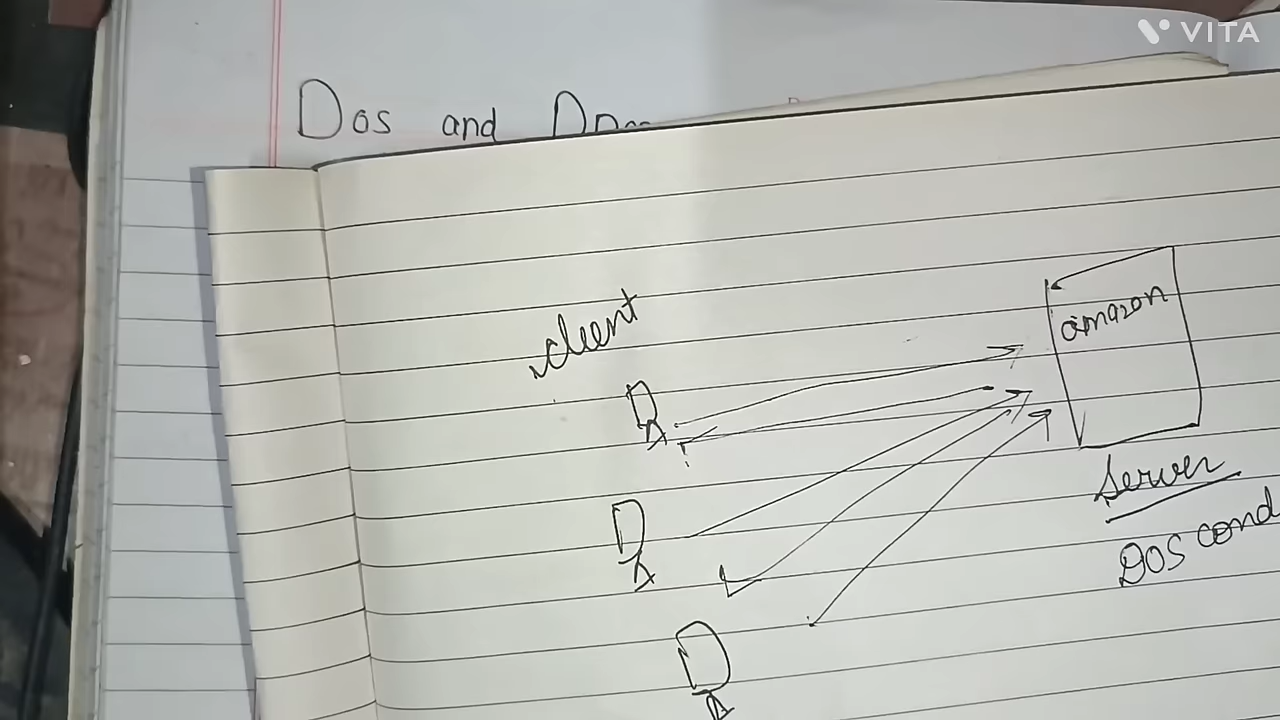 VITA
Dos and
client
amazon
server
DOS cond